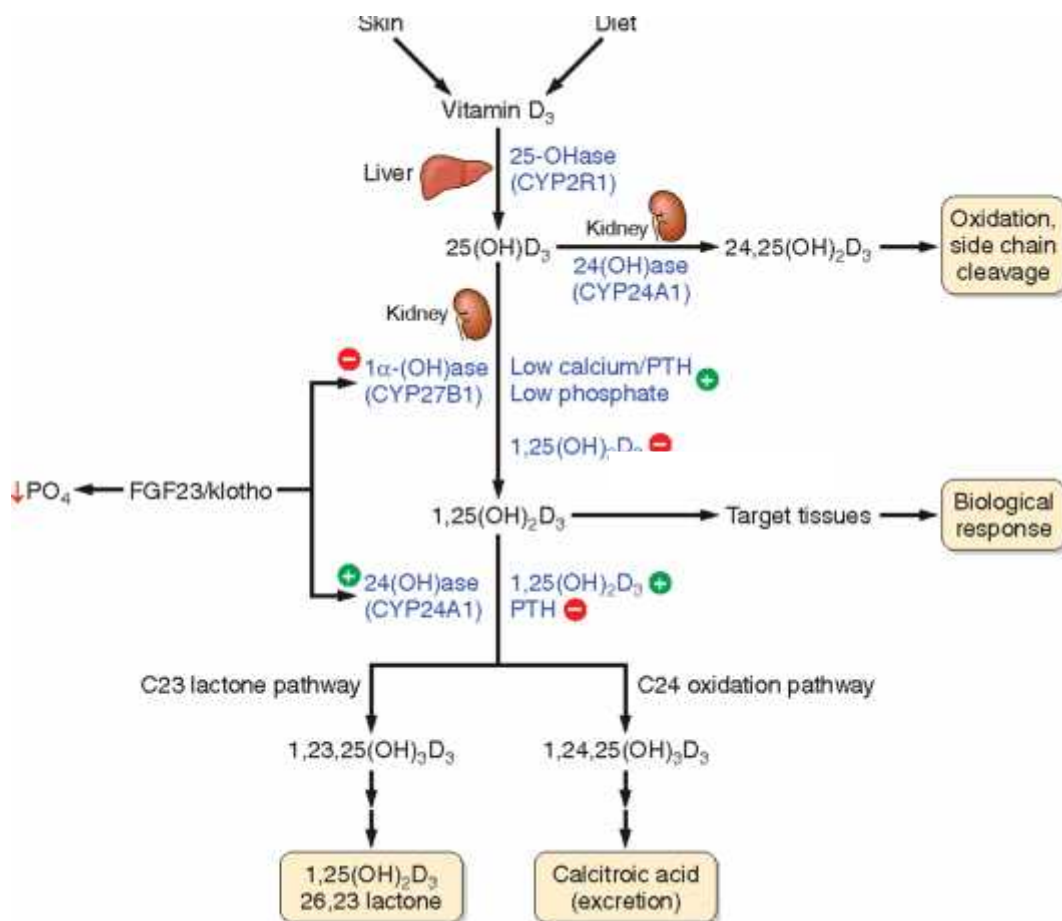 Skin
Diet
Vitamin D₃
Liver
25-OHase
(CYP2R1)
Kidney
25(OH)D₃
24(OH)ase
(CYP24A1)
24,25(OH)₂D₃
Oxidation,
side chain
cleavage
Kidney
1α-(OH)ase
(CYP27B1)
Low calcium/PTH
Low phosphate
1,25(OH)₂D₃
↓PO₄
FGF23/klotho
1,25(OH)₂D₃
Target tissues
Biological
response
24(OH)ase
(CYP24A1)
1,25(OH)₂D₃
PTH
C23 lactone pathway
C24 oxidation pathway
1,23,25(OH)₃D₃
1,24,25(OH)₃D₃
1,25(OH)₂D₃
26,23 lactone
Calcitroic acid
(excretion)